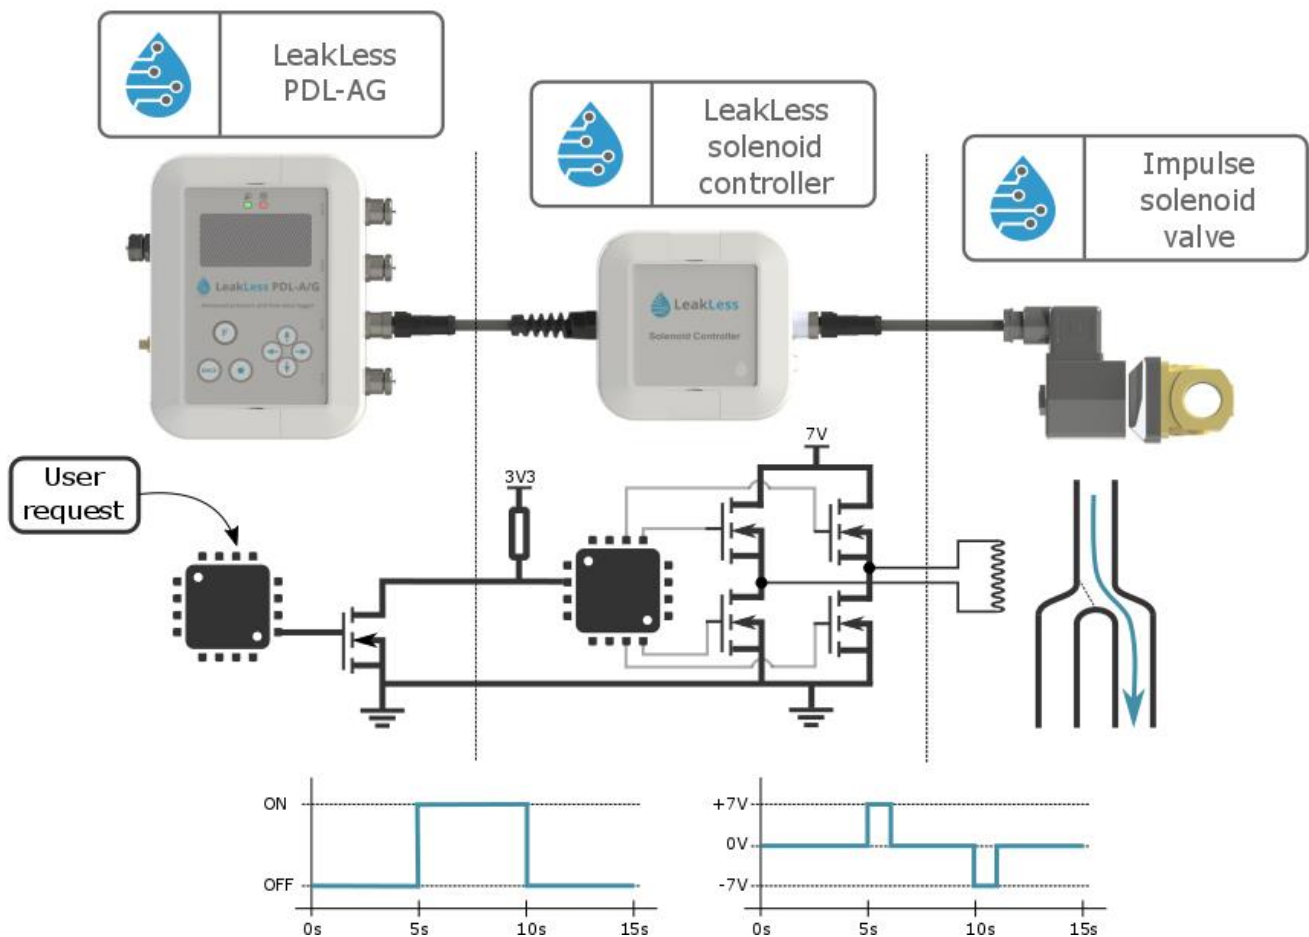 LeakLess
PDL-AG
LeakLess
solenoid
controller
Impulse
solenoid
valve
LeakLess PDL-A/G
LeakLess
Solenoid Controller
User
request
3V3
7V
ON
OFF
0s
5s
10s
15s
+7V
0V
-7V
0s
5s
10s
15s